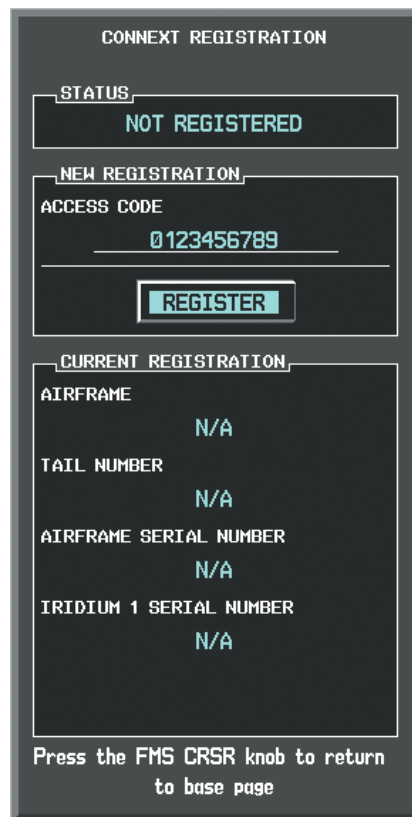 CONNEXT REGISTRATION
STATUS
NOT REGISTERED
NEW REGISTRATION
ACCESS CODE
0123456789
REGISTER
CURRENT REGISTRATION
AIRFRAME
N/A
TAIL NUMBER
N/A
AIRFRAME SERIAL NUMBER
N/A
IRIDIUM 1 SERIAL NUMBER
N/A
Press the FMS CRSR knob to return
to base page